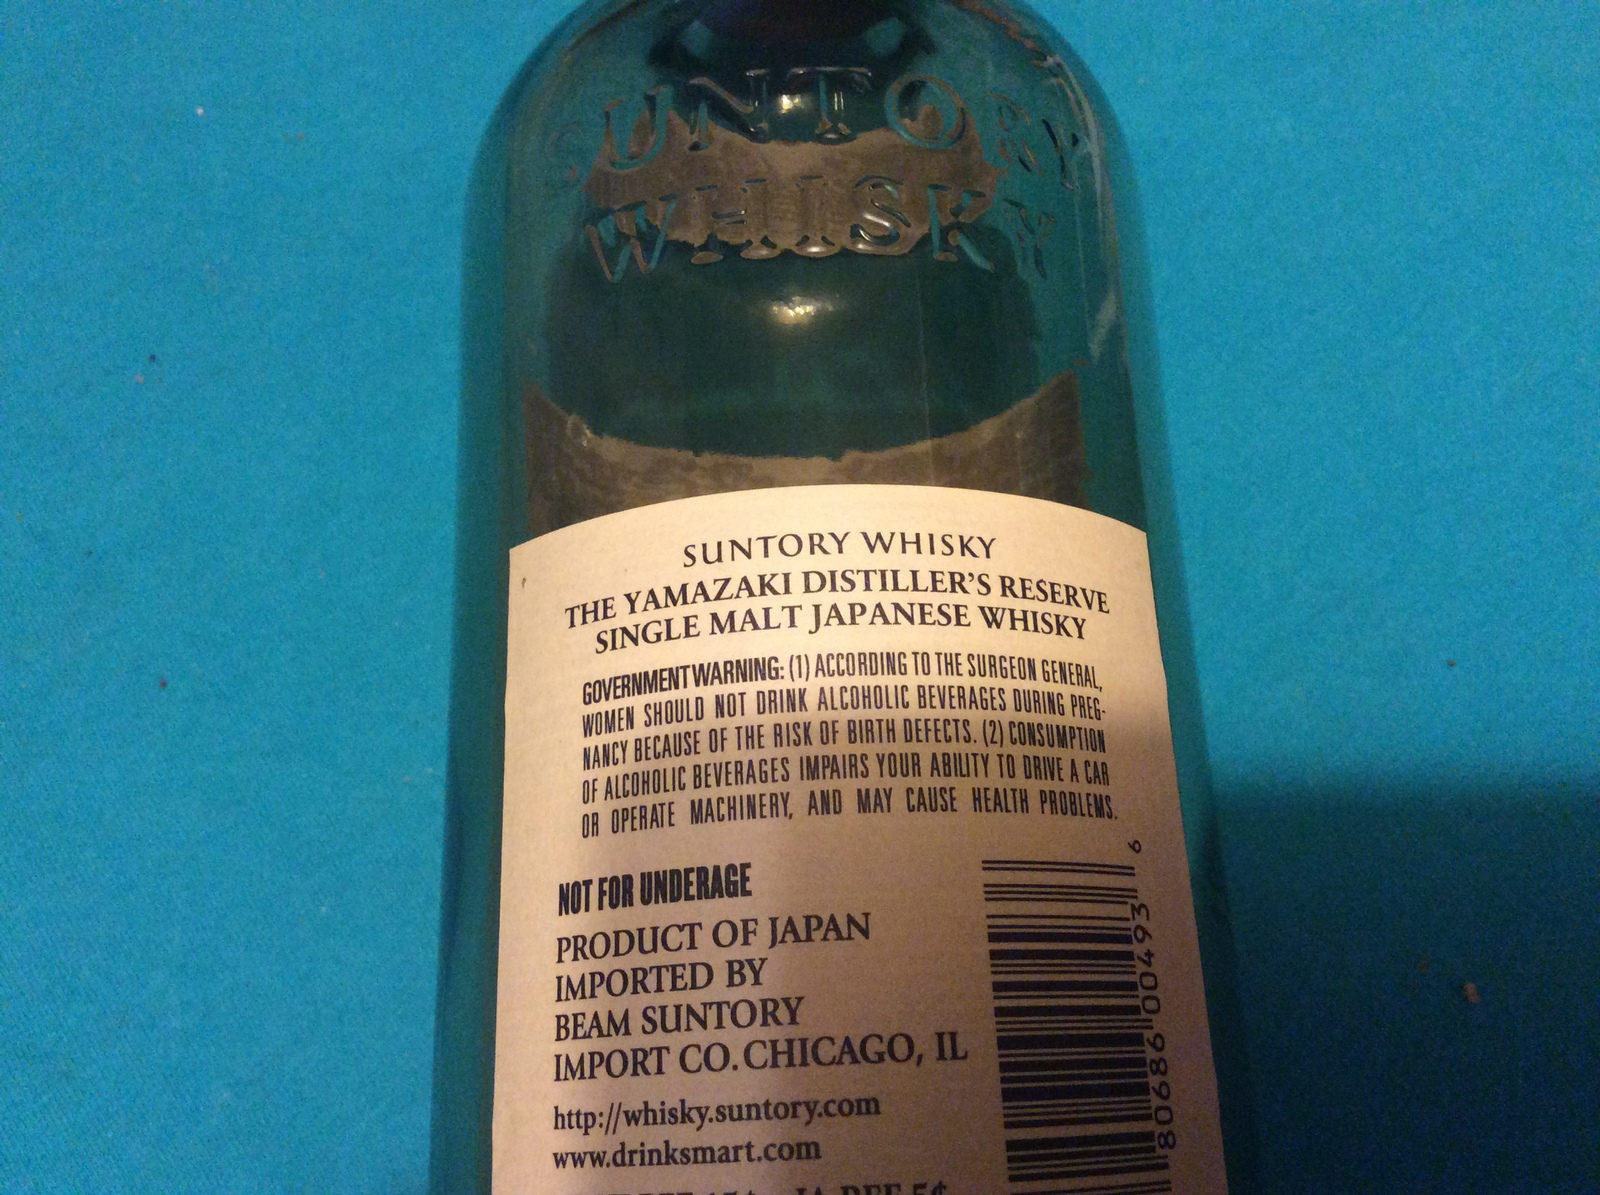 SUNTORY
WHISKY
SUNTORY WHISKY
THE YAMAZAKI DISTILLER'S RESERVE
SINGLE MALT JAPANESE WHISKY
GOVERNMENT WARNING: (1) ACCORDING TO THE SURGEON GENERAL,
WOMEN SHOULD NOT DRINK ALCOHOLIC BEVERAGES DURING PREG-
NANCY BECAUSE OF THE RISK OF BIRTH DEFECTS. (2) CONSUMPTION
OF ALCOHOLIC BEVERAGES IMPAIRS YOUR ABILITY TO DRIVE A CAR
OR OPERATE MACHINERY, AND MAY CAUSE HEALTH PROBLEMS.
NOT FOR UNDERAGE
PRODUCT OF JAPAN
IMPORTED BY
BEAM SUNTORY
IMPORT CO. CHICAGO, IL
http://whisky.suntory.com
www.drinksmart.com
80686 00493 6